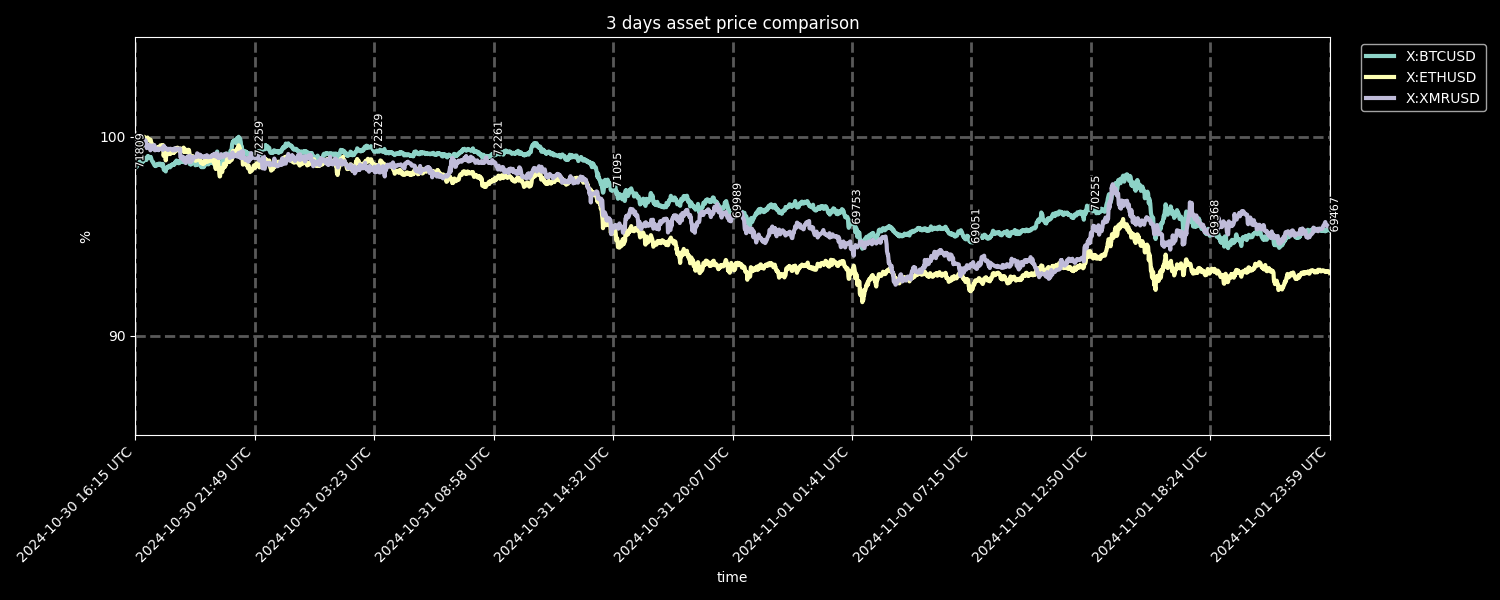 3 days asset price comparison
X:BTCUSD
X:ETHUSD
X:XMRUSD
100
90
%
71809
72259
72529
72261
71095
69989
69753
69051
70255
69368
69467
2024-10-30 16:15 UTC
2024-10-30 21:49 UTC
2024-10-31 03:23 UTC
2024-10-31 08:58 UTC
2024-10-31 14:32 UTC
2024-10-31 20:07 UTC
2024-11-01 01:41 UTC
2024-11-01 07:15 UTC
2024-11-01 12:50 UTC
2024-11-01 18:24 UTC
2024-11-01 23:59 UTC
time